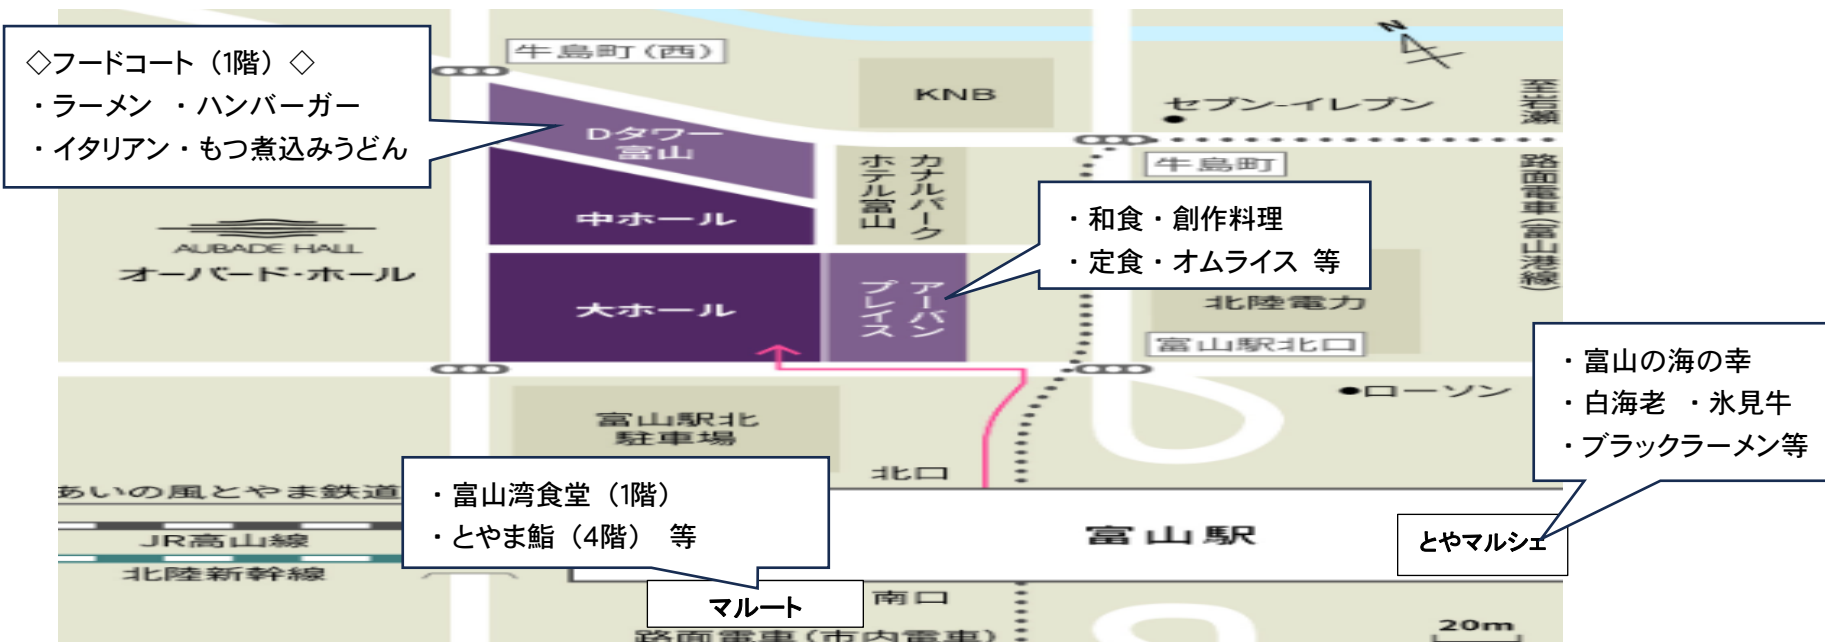 ◇フードコート（1階）◇
・ラーメン ・ハンバーガー
・イタリアン・もつ煮込みうどん
牛島町(西)
KNB
N
セブン-イレブン
至岩瀬
路面電車(富山港線)
Dタワー
富山
カナルパーク
ホテル富山
牛島町
中ホール
AUBADE HALL
オーバード・ホール
・和食・創作料理
・定食・オムライス 等
大ホール
アーバン
プレイス
北陸電力
富山駅北口
・富山の海の幸
・白海老 ・氷見牛
・ブラックラーメン等
ローソン
富山駅北
駐車場
北口
あいの風とやま鉄道
・富山湾食堂（1階）
・とやま鮨（4階） 等
JR高山線
北陸新幹線
富山駅
とやマルシェ
マルート
南口
路面電車(市内電車)
20m